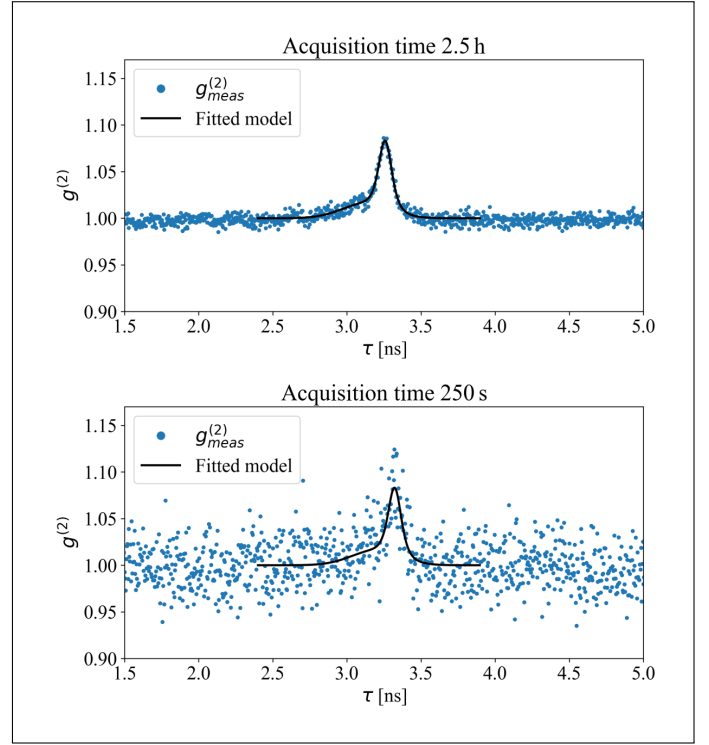 Acquisition time 2.5 h
1.15
1.10
1.05
1.00
0.95
0.90
g⁽²⁾
g⁽²⁾meas
Fitted model
1.5 2.0 2.5 3.0 3.5 4.0 4.5 5.0
τ [ns]
Acquisition time 250 s
1.15
1.10
1.05
1.00
0.95
0.90
g⁽²⁾
g⁽²⁾meas
Fitted model
1.5 2.0 2.5 3.0 3.5 4.0 4.5 5.0
τ [ns]